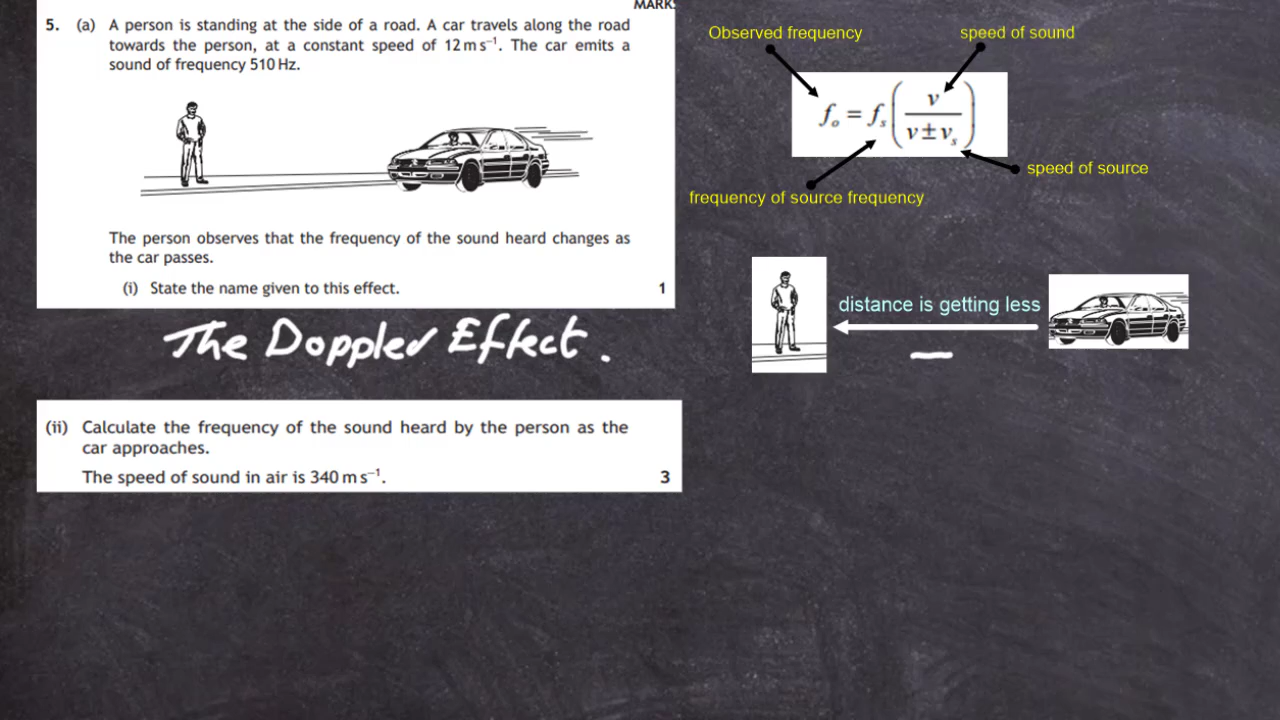 MARKS
5. (a) A person is standing at the side of a road. A car travels along the road
towards the person, at a constant speed of 12 m s⁻¹. The car emits a
sound of frequency 510 Hz.
The person observes that the frequency of the sound heard changes as
the car passes.
(i) State the name given to this effect. 1
The Doppler Effect.
(ii) Calculate the frequency of the sound heard by the person as the
car approaches.
The speed of sound in air is 340 m s⁻¹. 3
Observed frequency
speed of sound
fₒ = fₛ (v / (v ± vₛ))
speed of source
frequency of source frequency
distance is getting less